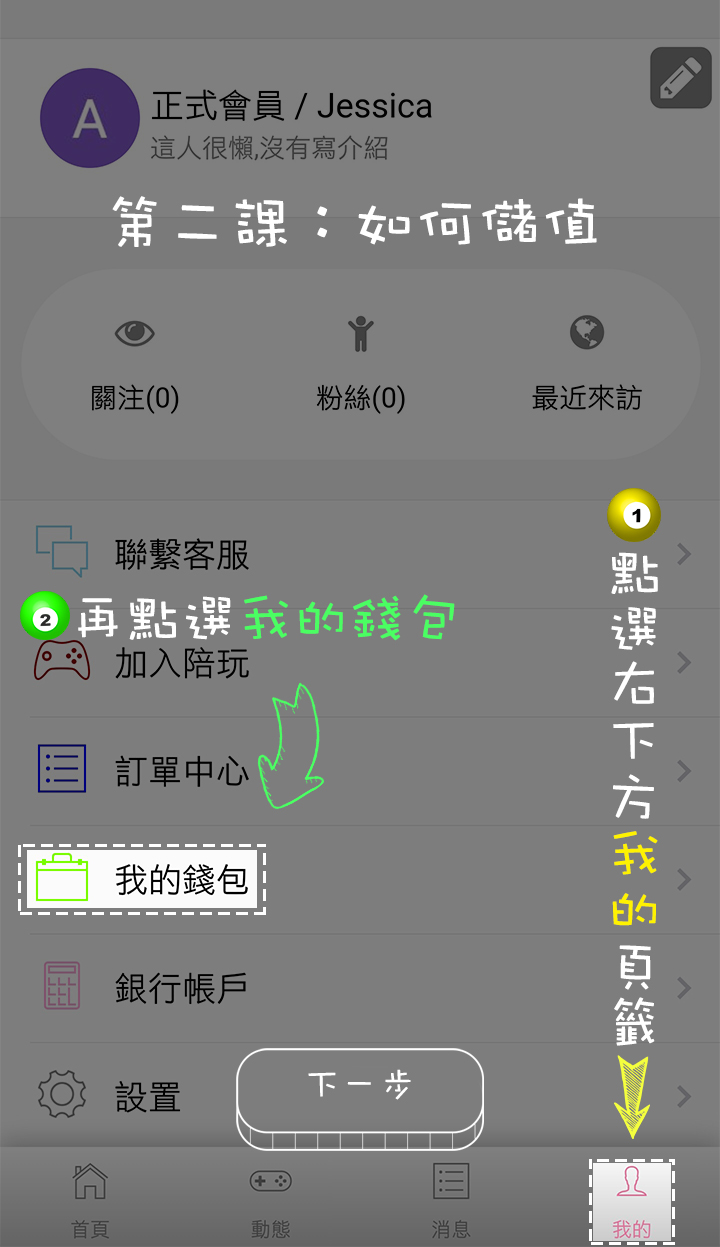 A
正式會員 / Jessica
這人很懶,沒有寫介紹
第二課：如何儲值
關注(0)
粉絲(0)
最近來訪
1
點選右下方我的頁籤
聯繫客服
2
再點選我的錢包
加入陪玩
訂單中心
我的錢包
銀行帳戶
設置
下一步
首頁
動態
消息
我的